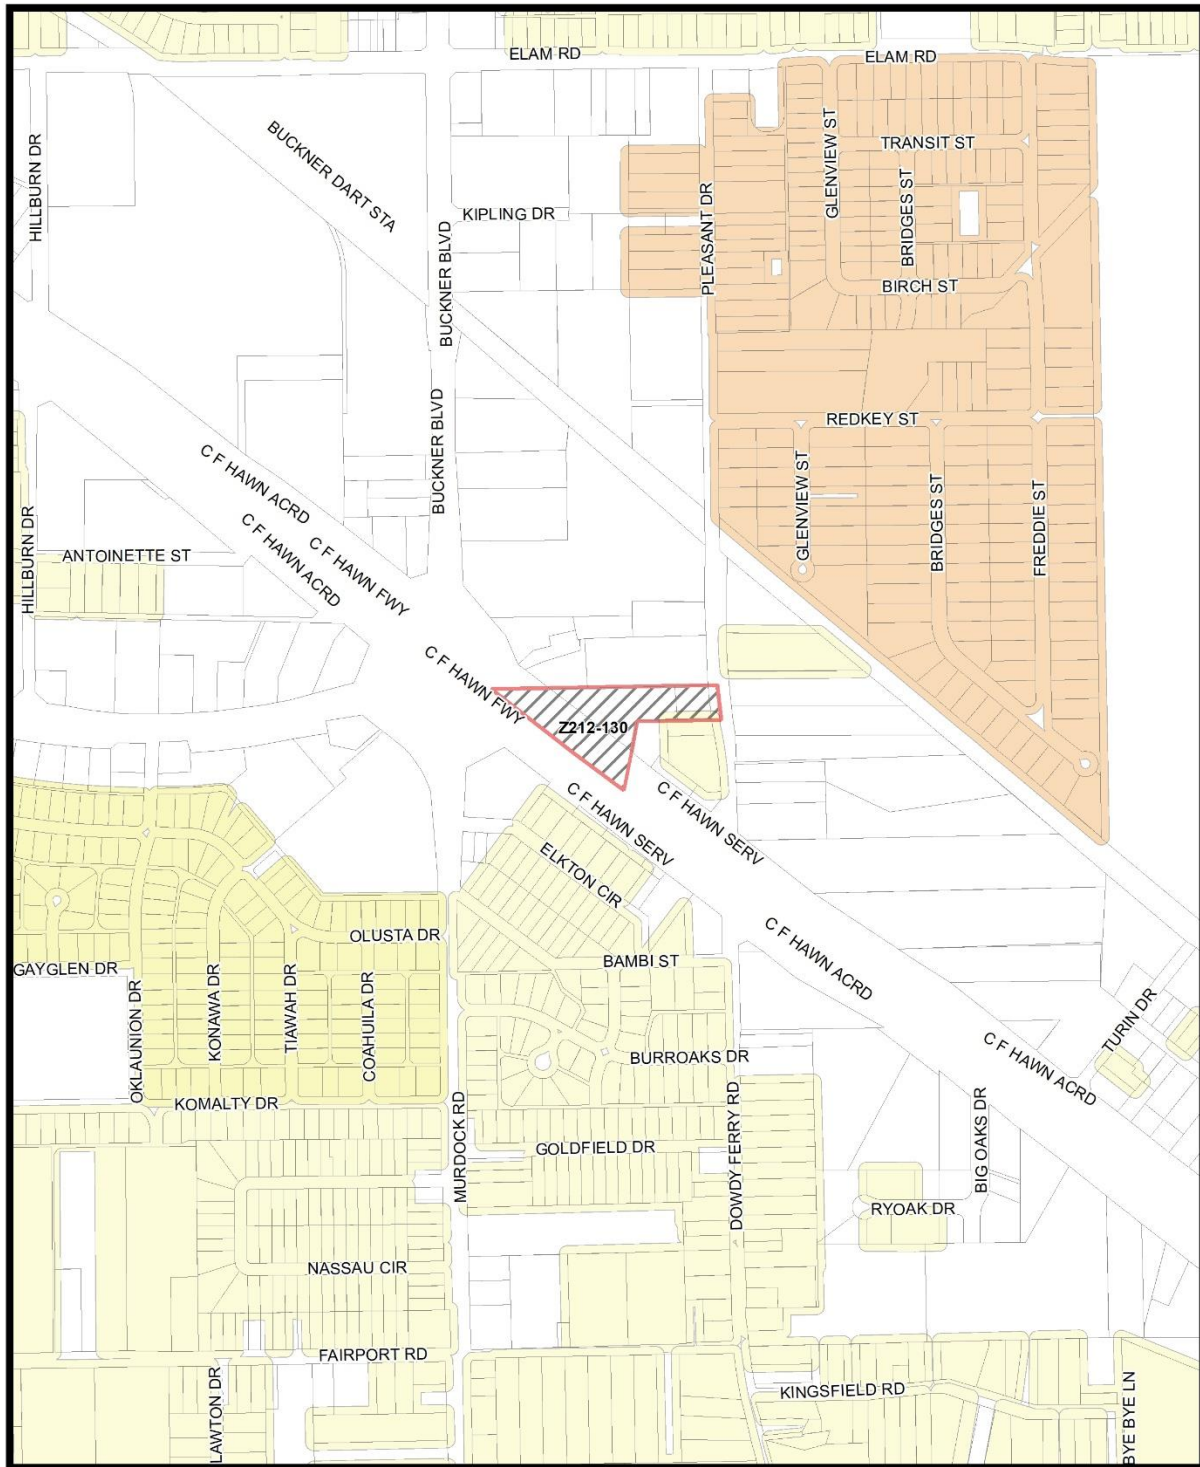 ELAM RD
ELAM RD
HILLBURN DR
BUCKNER DART STA
GLENVIEW ST
TRANSIT ST
BRIDGES ST
KIPLING DR
PLEASANT DR
BUCKNER BLVD
BIRCH ST
BUCKNER BLVD
REDKEY ST
C F HAWN ACRD
GLENVIEW ST
BRIDGES ST
FREDDIE ST
HILLBURN DR
ANTOINETTE ST
C F HAWN ACRD
C F HAWN FWY
C F HAWN FWY
Z212-130
C F HAWN SERV
C F HAWN SERV
ELKTON CIR
OLUSTA DR
GAYGLEN DR
BAMBI ST
C F HAWN ACRD
OKLAUNION DR
KONAWA DR
TIAWAH DR
COAHUILA DR
TURIN DR
BURROAKS DR
C F HAWN ACRD
KOMALTY DR
MURDOCK RD
GOLDFIELD DR
DOWDY FERRY RD
BIG OAKS DR
RYOAK DR
NASSAU CIR
FAIRPORT RD
LAWTON DR
KINGSFIELD RD
BYE BYE LN